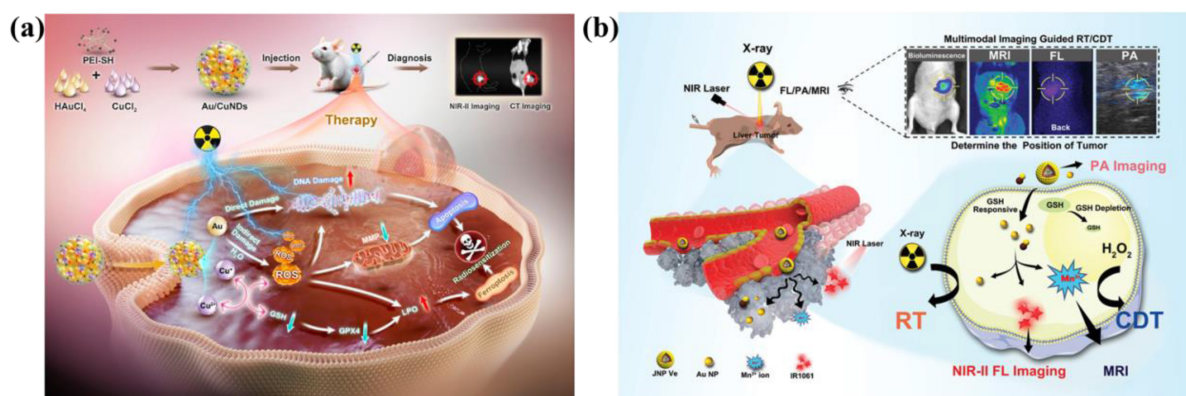 (a)
PEI-SH
+
HAuCl₄
CuCl₂
Au/CuNDs
Injection
Diagnosis
NIR-II Imaging
CT Imaging
Therapy
DNA Damage
Direct Damage
Au
Indirect Damage
H₂O
ROS
Cu⁺
Cu²⁺
GSH
GPX4
LPO
MMP
Apoptosis
Radiosensitization
Ferroptosis
(b)
X-ray
NIR Laser
FL/PA/MRI
Liver Tumor
Multimodal Imaging Guided RT/CDT
Bioluminescence
MRI
FL
PA
Back
Determine the Position of Tumor
NIR Laser
JNP Ve
Au NP
Mn²⁺ ion
IR1061
PA Imaging
GSH Responsive
GSH
GSH Depletion
GSH
X-ray
H₂O₂
Mn²⁺
RT
CDT
NIR-II FL Imaging
MRI